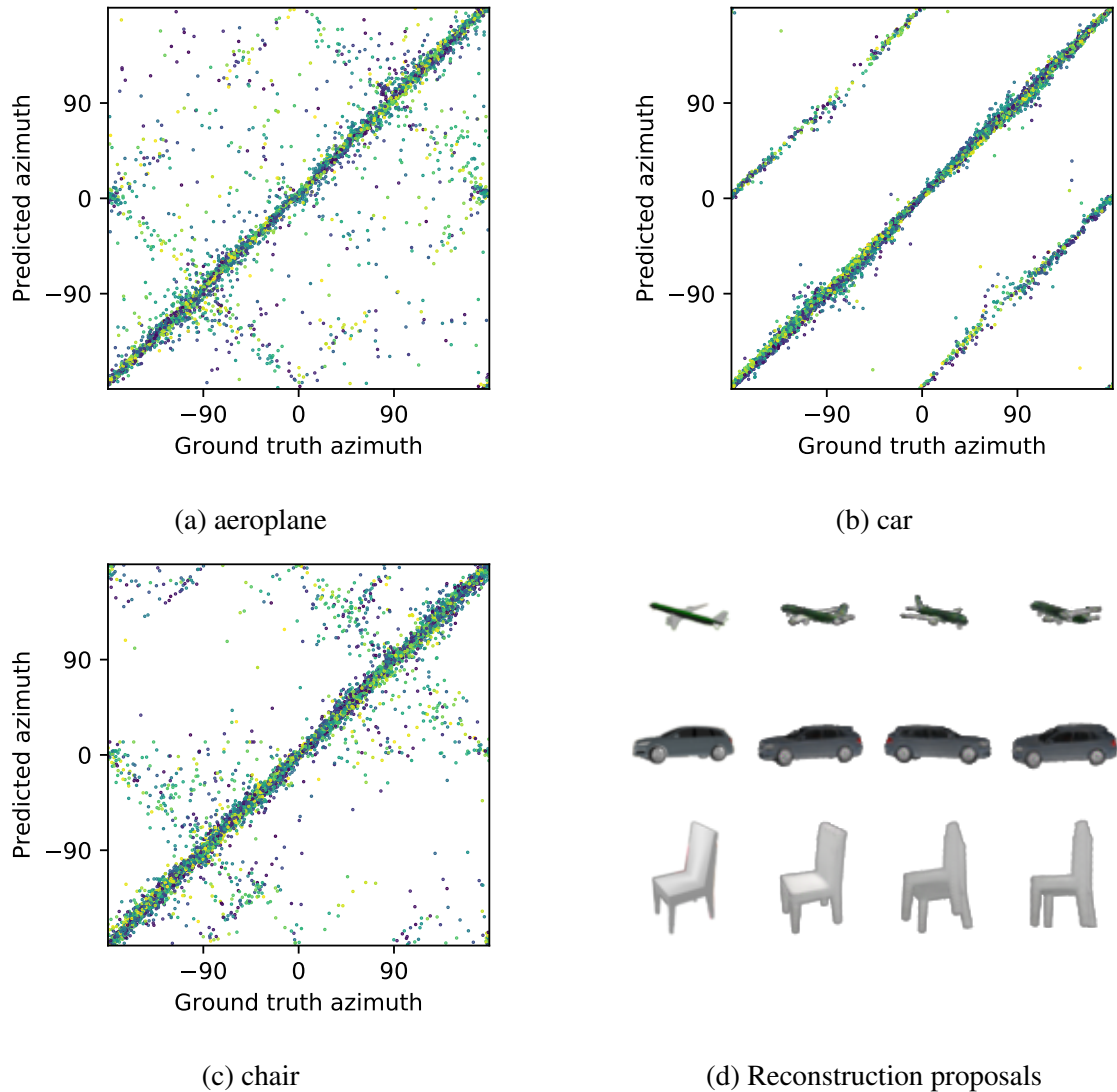 Predicted azimuth
90
0
−90
−90 0 90
Ground truth azimuth
(a) aeroplane
Predicted azimuth
90
0
−90
−90 0 90
Ground truth azimuth
(b) car
Predicted azimuth
90
0
−90
−90 0 90
Ground truth azimuth
(c) chair
(d) Reconstruction proposals